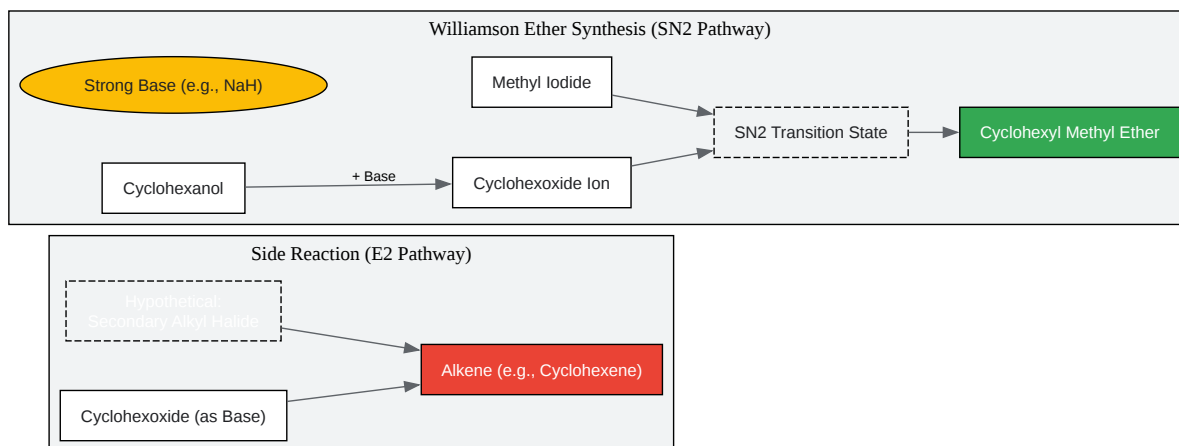 Williamson Ether Synthesis (SN2 Pathway)
Strong Base (e.g., NaH)
Methyl Iodide
SN2 Transition State
Cyclohexyl Methyl Ether
Cyclohexanol
+ Base
Cyclohexoxide Ion
Side Reaction (E2 Pathway)
Hypothetical:
Secondary Alkyl Halide
Alkene (e.g., Cyclohexene)
Cyclohexoxide (as Base)